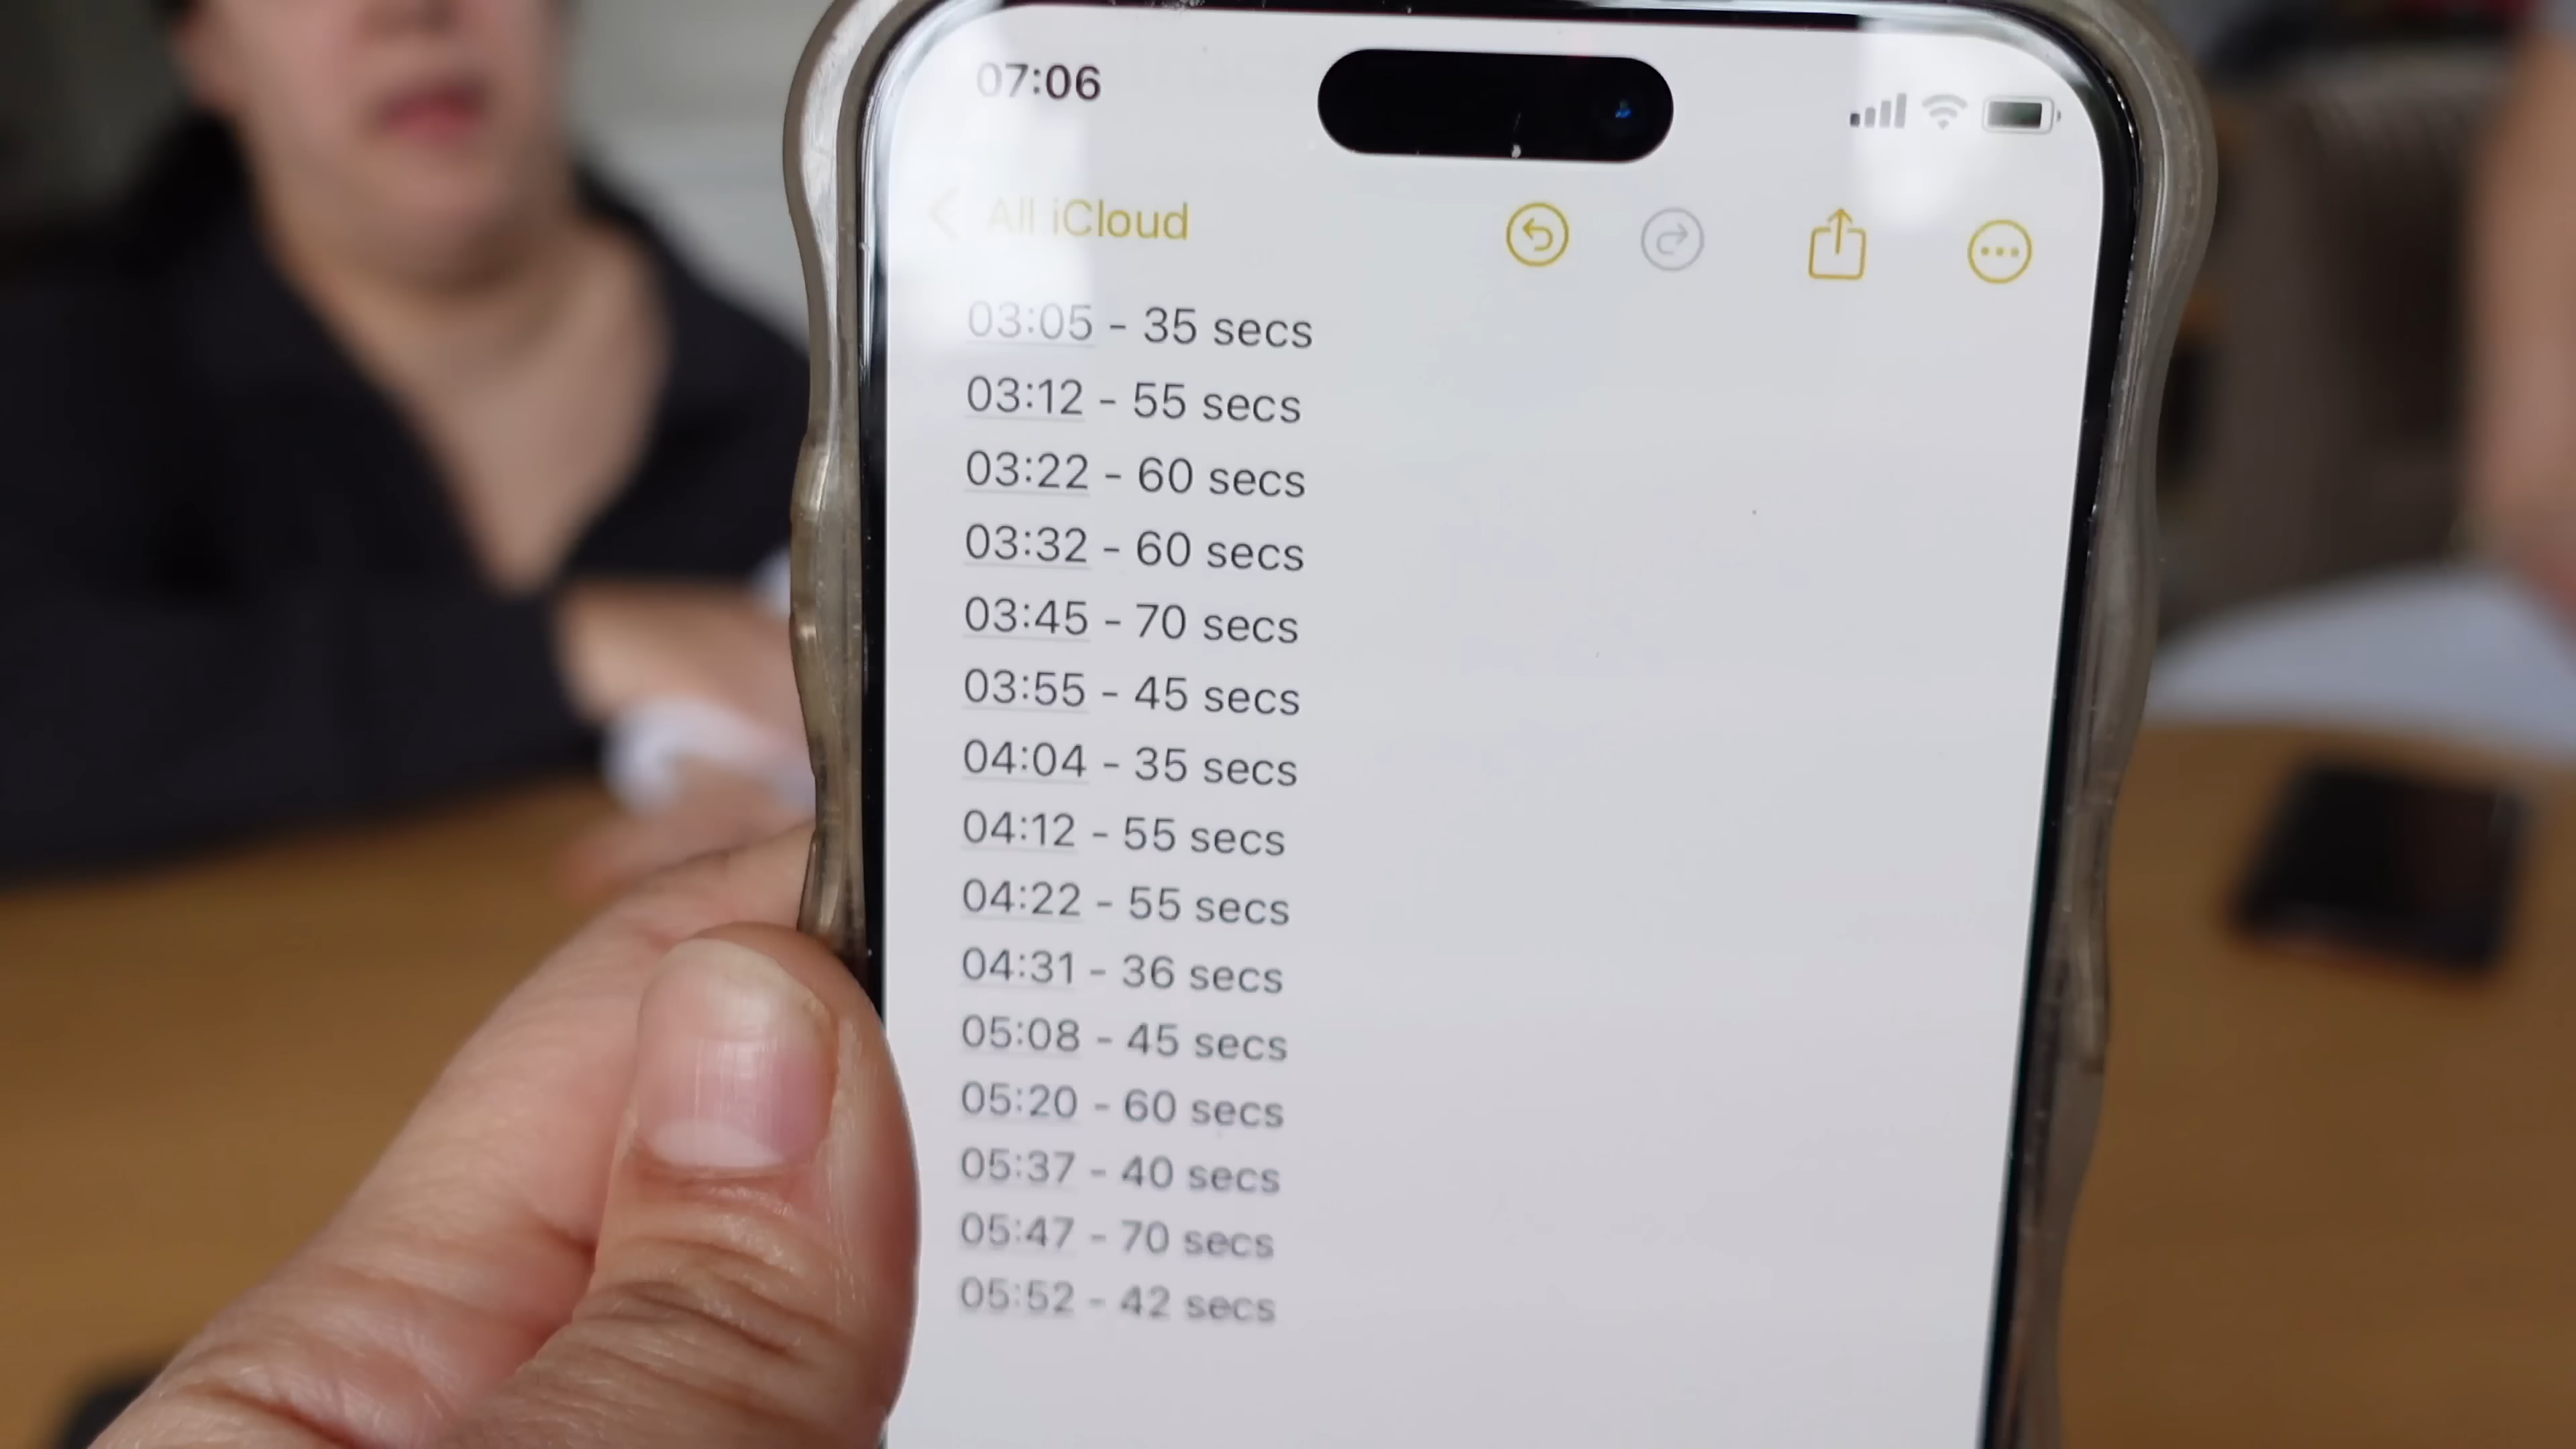 07:06
All iCloud
03:05 - 35 secs
03:12 - 55 secs
03:22 - 60 secs
03:32 - 60 secs
03:45 - 70 secs
03:55 - 45 secs
04:04 - 35 secs
04:12 - 55 secs
04:22 - 55 secs
04:31 - 36 secs
05:08 - 45 secs
05:20 - 60 secs
05:37 - 40 secs
05:47 - 70 secs
05:52 - 42 secs